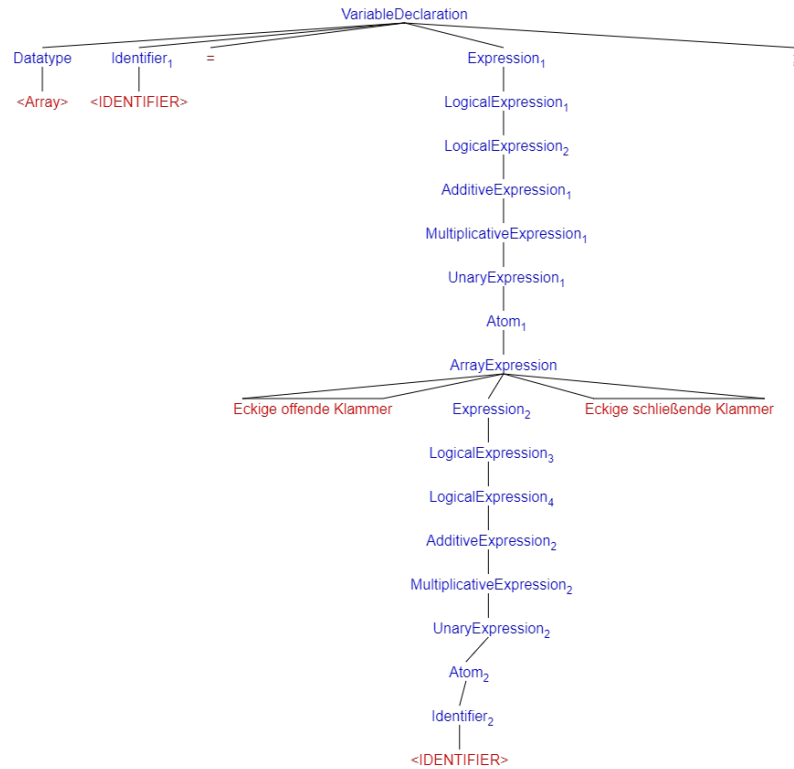 VariableDeclaration
Datatype Identifier₁ = Expression₁ ;
<Array> <IDENTIFIER> LogicalExpression₁
LogicalExpression₂
AdditiveExpression₁
MultiplicativeExpression₁
UnaryExpression₁
Atom₁
ArrayExpression
Eckige offende Klammer Expression₂ Eckige schließende Klammer
LogicalExpression₃
LogicalExpression₄
AdditiveExpression₂
MultiplicativeExpression₂
UnaryExpression₂
Atom₂
Identifier₂
<IDENTIFIER>